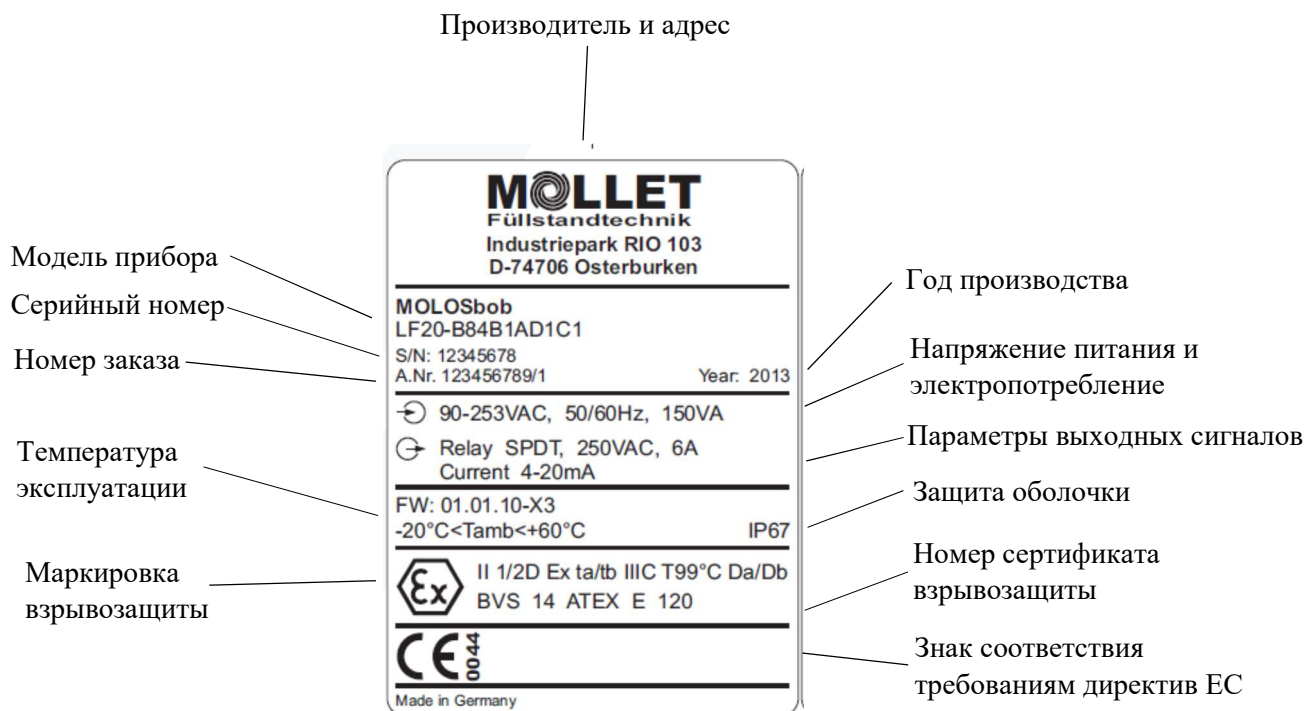 Производитель и адрес
MOLLET
Füllstandtechnik
Industriepark RIO 103
D-74706 Osterburken
Модель прибора
Серийный номер
Номер заказа
Температура
эксплуатации
Маркировка
взрывозащиты
MOLOSbob
LF20-B84B1AD1C1
S/N: 12345678
A.Nr. 123456789/1 Year: 2013
90-253VAC, 50/60Hz, 150VA
Relay SPDT, 250VAC, 6A
Current 4-20mA
FW: 01.01.10-X3
-20°C<Tamb<+60°C IP67
Ex II 1/2D Ex ta/tb IIIC T99°C Da/Db
BVS 14 ATEX E 120
CE 0044
Made in Germany
Год производства
Напряжение питания и
электропотребление
Параметры выходных сигналов
Защита оболочки
Номер сертификата
взрывозащиты
Знак соответствия
требованиям директив ЕС